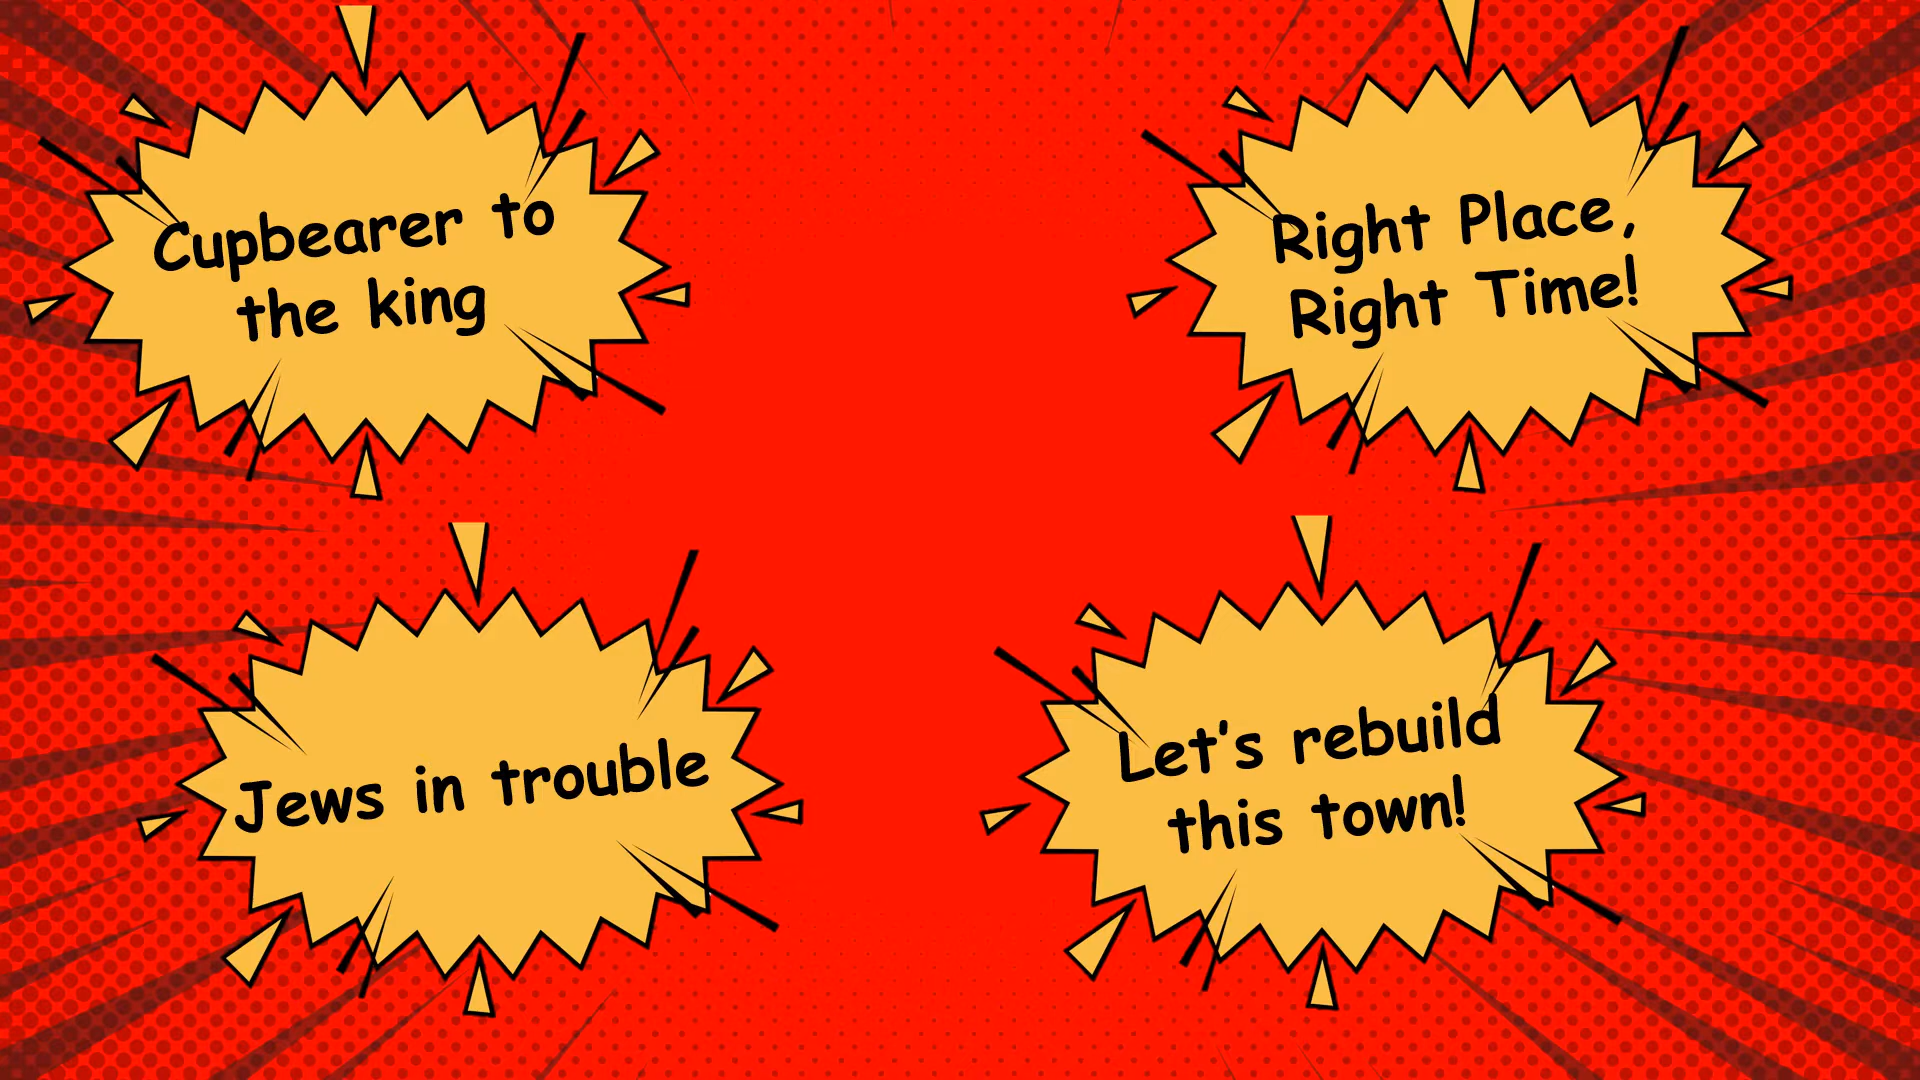 Cupbearer to
the king
Right Place,
Right Time!
Jews in trouble
Let's rebuild
this town!